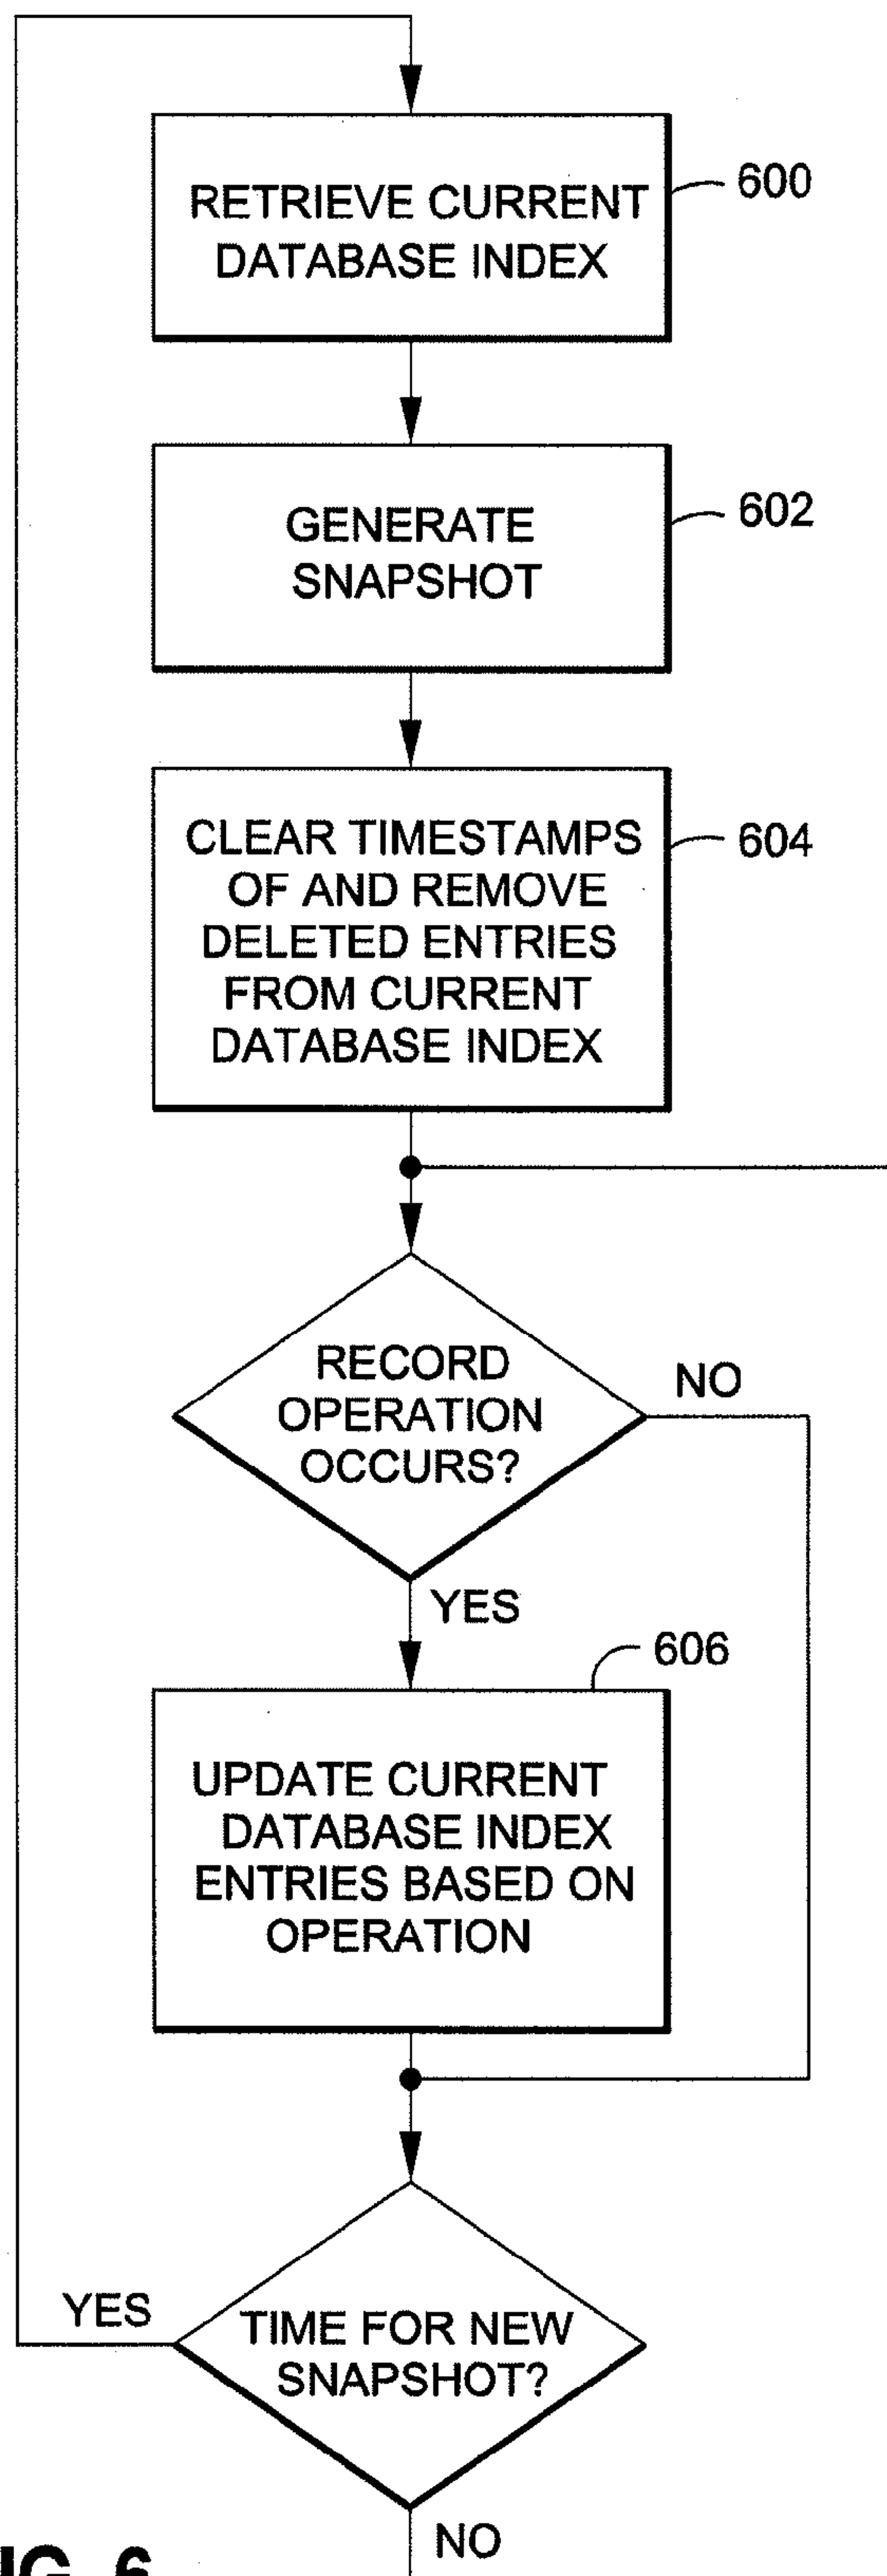 RETRIEVE CURRENT
DATABASE INDEX
600
GENERATE
SNAPSHOT
602
CLEAR TIMESTAMPS
OF AND REMOVE
DELETED ENTRIES
FROM CURRENT
DATABASE INDEX
604
RECORD
OPERATION
OCCURS?
NO
YES
606
UPDATE CURRENT
DATABASE INDEX
ENTRIES BASED ON
OPERATION
YES
TIME FOR NEW
SNAPSHOT?
NO